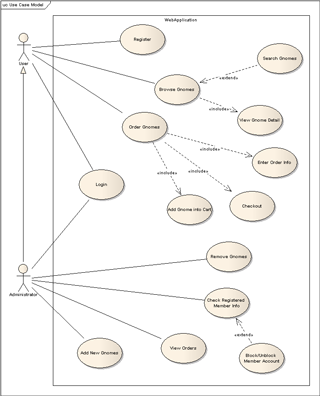 uc Use Case Model
WebApplication
Register
User
Search Gnomes
«extend»
Browse Gnomes
«include»
View Gnome Detail
Order Gnomes
«include»
Enter Order Info
«include»
«include»
Login
Add Gnome into Cart
Checkout
Remove Gnomes
Administrator
Check Registered
Member Info
«extend»
View Orders
Add New Gnomes
Block/Unblock
Member Account